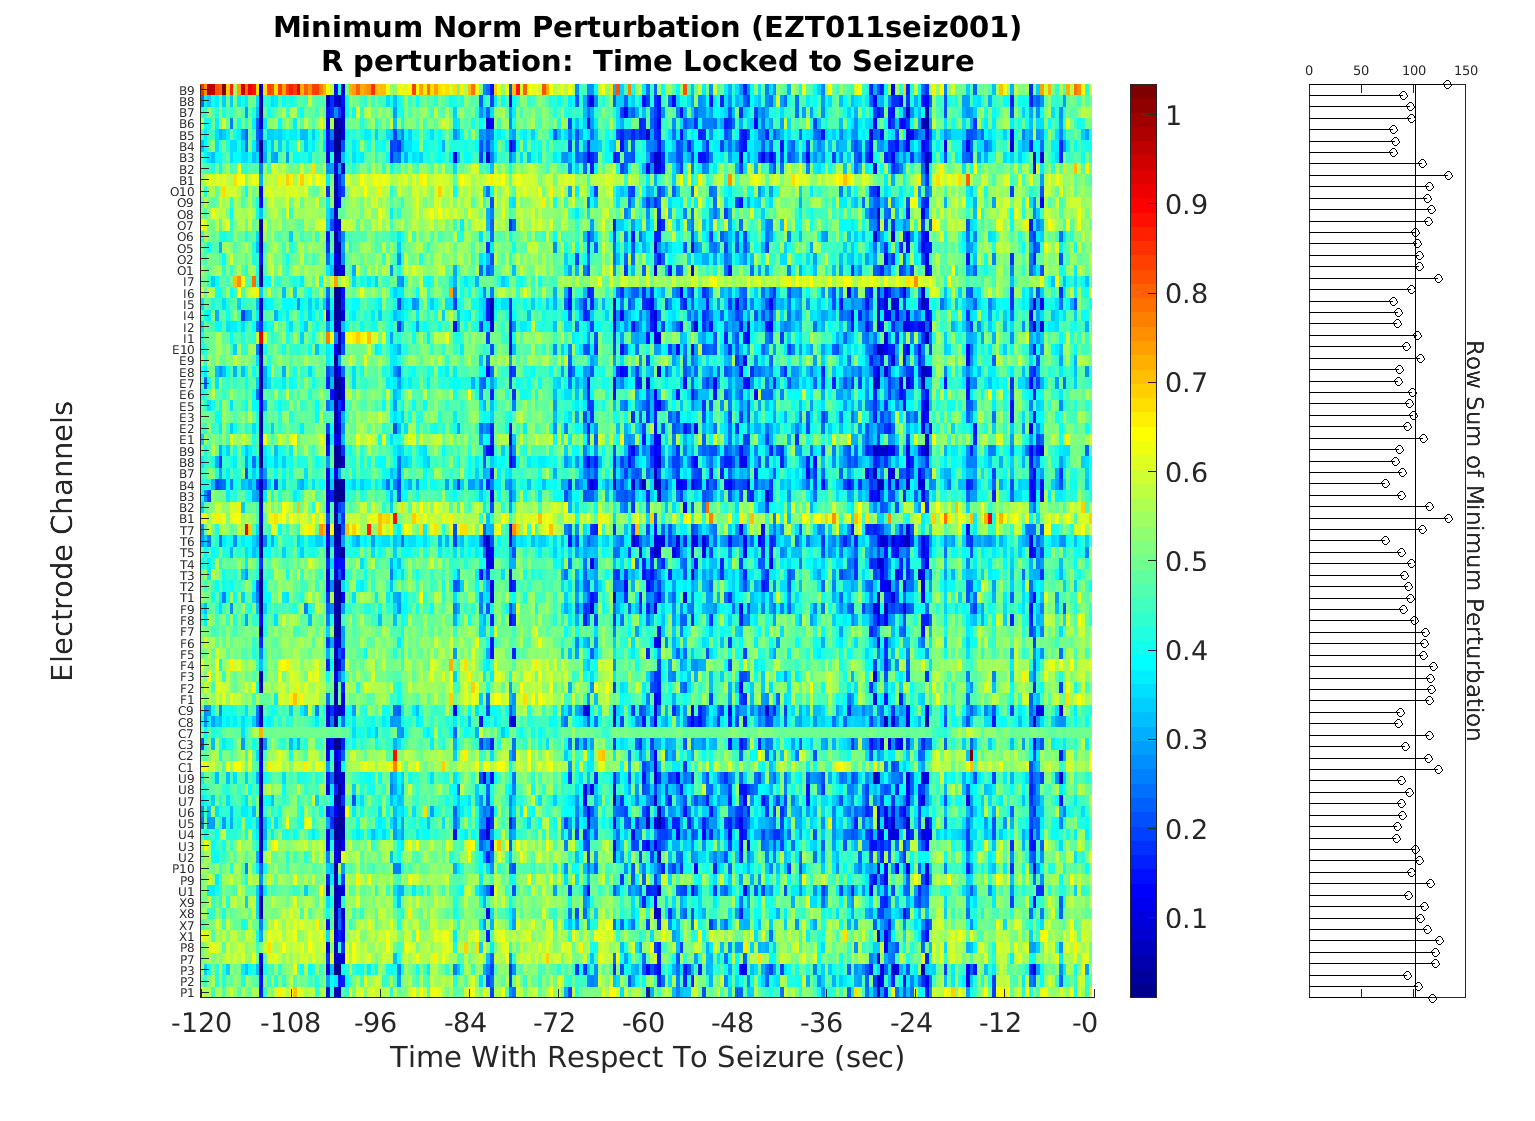 Minimum Norm Perturbation (EZT011seiz001)
R perturbation:  Time Locked to Seizure
0 50 100 150
B9
B8
B7
B6
B5
B4
B3
B2
B1
O10
O9
O8
O7
O6
O5
O2
O1
I7
I6
I5
I4
I2
I1
E10
E9
E8
E7
E6
E5
E3
E2
E1
B9
B8
B7
B4
B3
B2
B1
T7
T6
T5
T4
T3
T2
T1
F9
F8
F7
F6
F5
F4
F3
F2
F1
C9
C8
C7
C3
C2
C1
U9
U8
U7
U6
U5
U4
U3
U2
P10
P9
U1
X9
X8
X7
X1
P8
P7
P3
P2
P1
Electrode Channels
-120 -108 -96 -84 -72 -60 -48 -36 -24 -12 -0
Time With Respect To Seizure (sec)
1
0.9
0.8
0.7
0.6
0.5
0.4
0.3
0.2
0.1
Row Sum of Minimum Perturbation